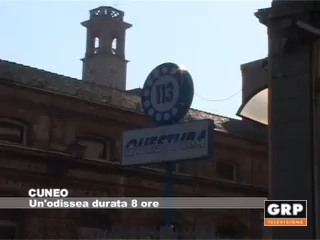 113
QUESTURA
CUNEO
Un'odissea durata 8 ore
GRP
TELEVISIONE